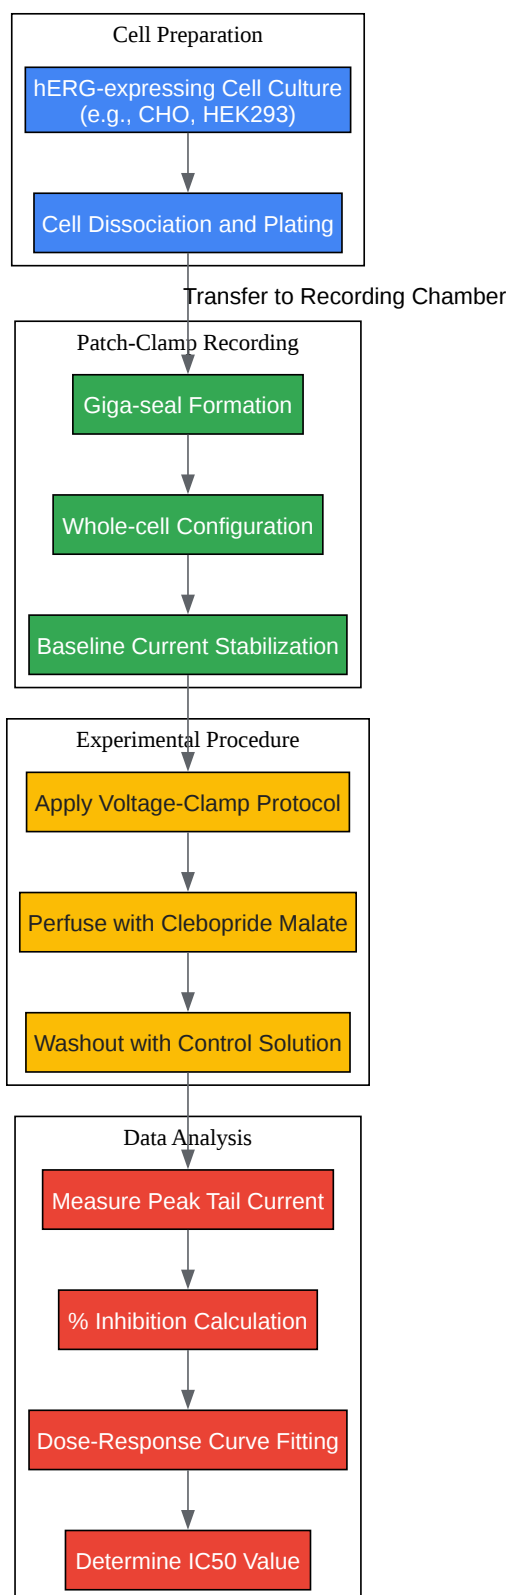 Cell Preparation
hERG-expressing Cell Culture
(e.g., CHO, HEK293)
Cell Dissociation and Plating
Transfer to Recording Chamber
Patch-Clamp Recording
Giga-seal Formation
Whole-cell Configuration
Baseline Current Stabilization
Experimental Procedure
Apply Voltage-Clamp Protocol
Perfuse with Clebopride Malate
Washout with Control Solution
Data Analysis
Measure Peak Tail Current
% Inhibition Calculation
Dose-Response Curve Fitting
Determine IC50 Value